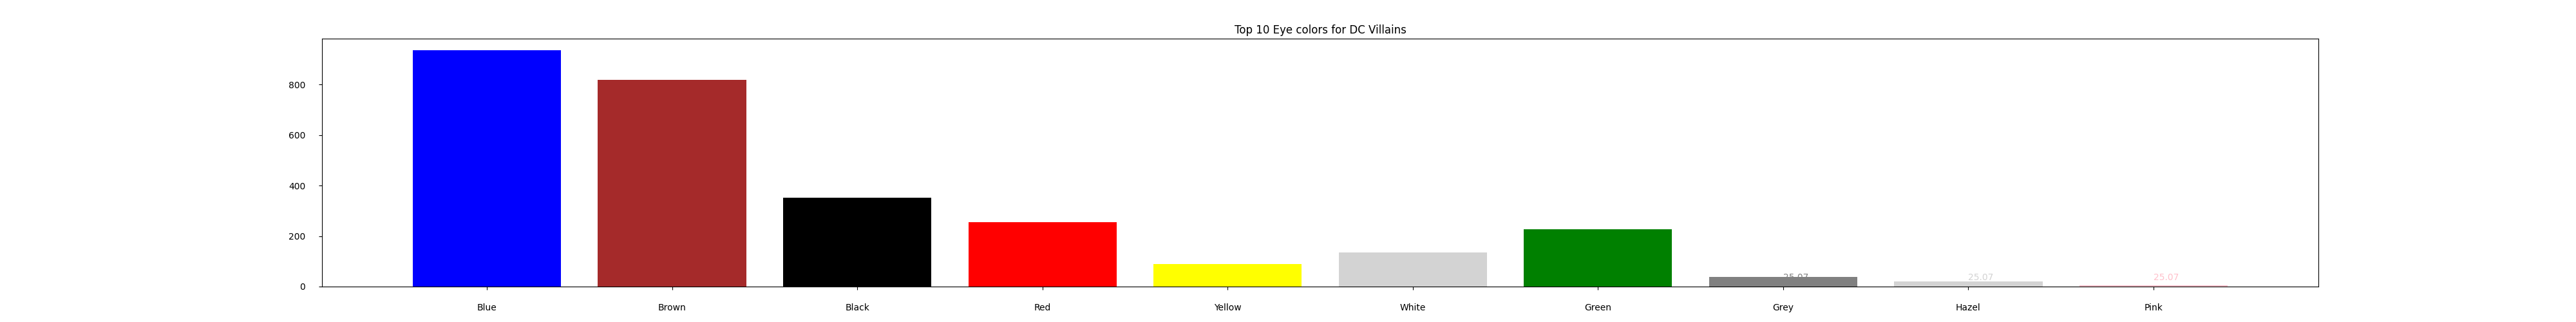 Top 10 Eye colors for DC Villains
800
600
400
200
0
25.07 25.07 25.07
Blue Brown Black Red Yellow White Green Grey Hazel Pink